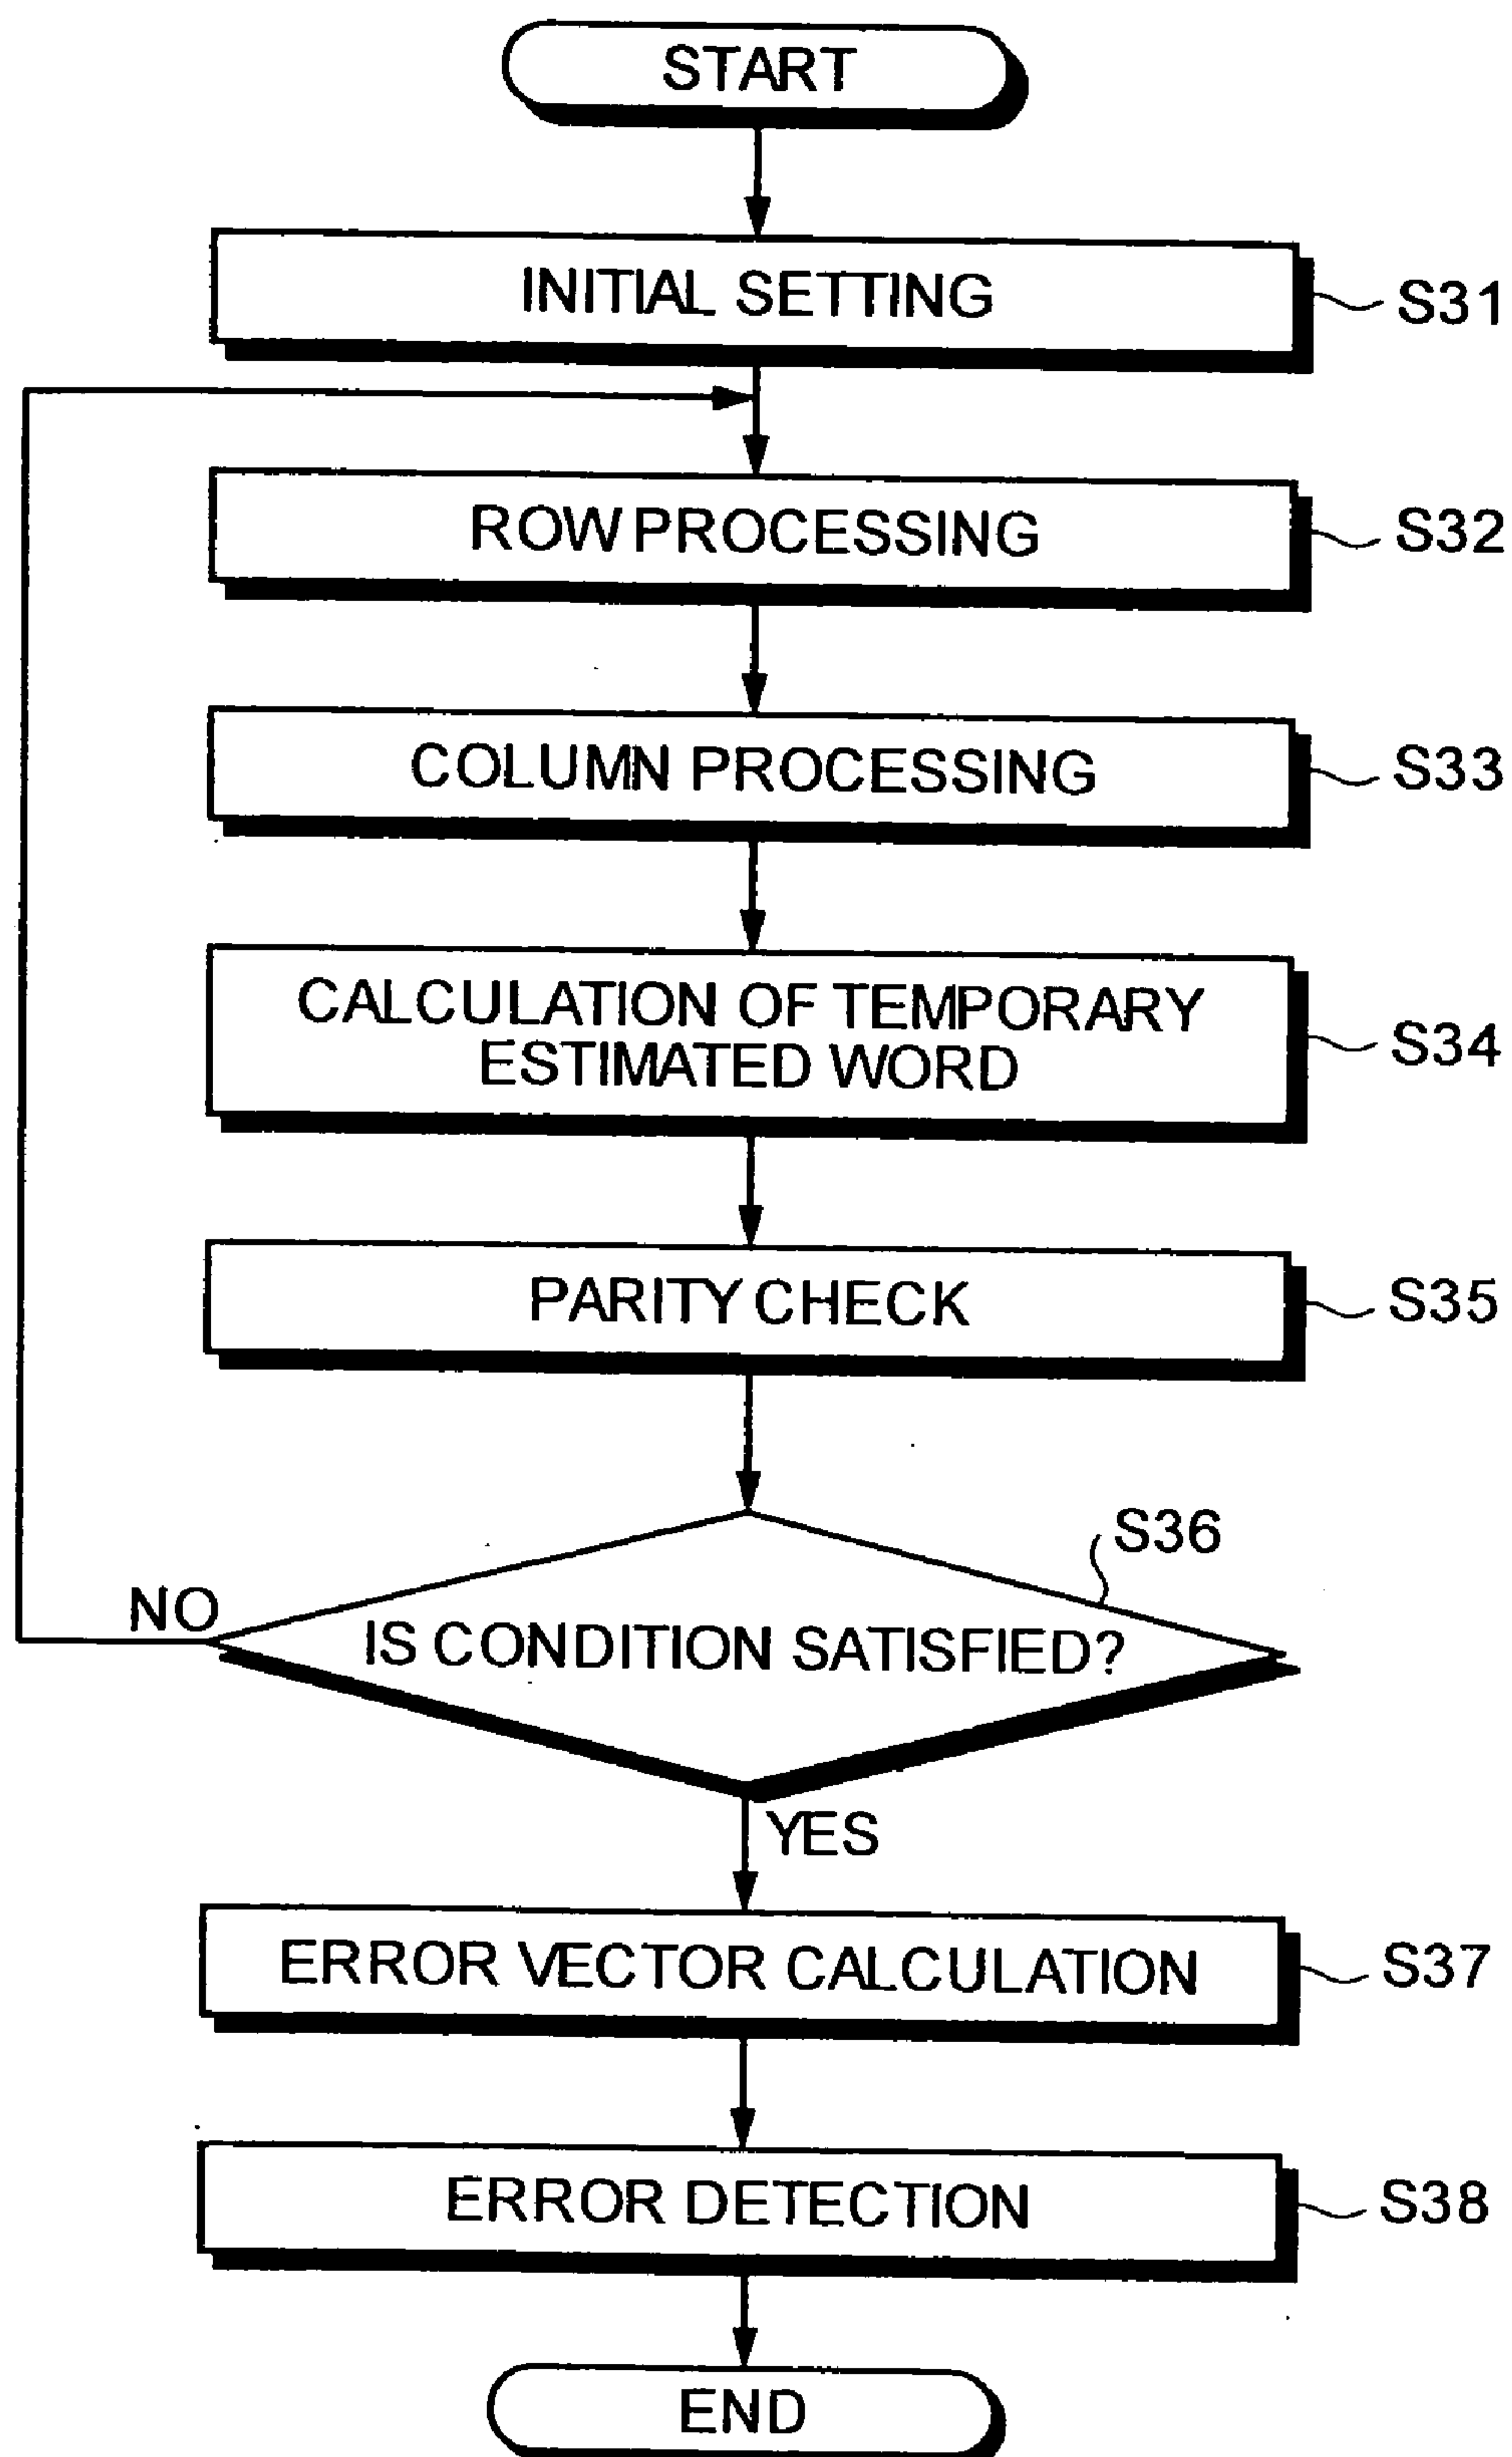 START
INITIAL SETTING
S31
ROW PROCESSING
S32
COLUMN PROCESSING
S33
CALCULATION OF TEMPORARY
ESTIMATED WORD
S34
PARITY CHECK
S35
S36
NO
IS CONDITION SATISFIED?
YES
ERROR VECTOR CALCULATION
S37
ERROR DETECTION
S38
END